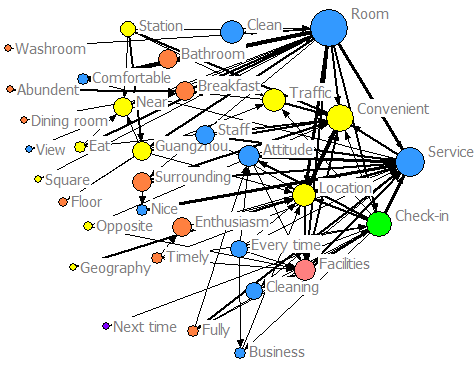 Room
Station
Clean
Washroom
Bathroom
Comfortable
Breakfast
Abundent
Traffic
Near
Convenient
Dining room
Staff
View
Eat
Guangzhou
Attitude
Service
Square
Surrounding
Location
Floor
Nice
Check-in
Opposite
Enthusiasm
Every time
Geography
Timely
Facilities
Cleaning
Next time
Fully
Business